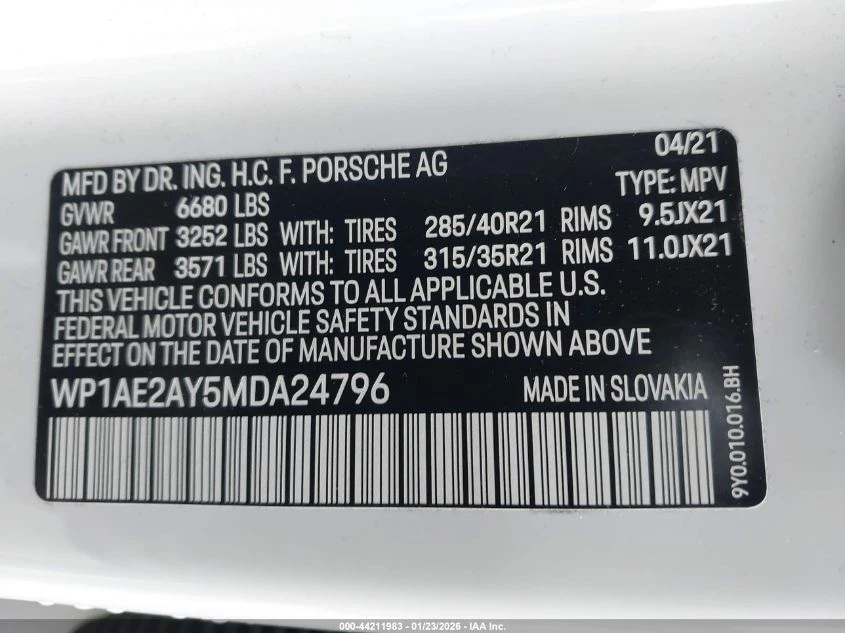 04/21
MFD BY DR. ING. H.C. F. PORSCHE AG
TYPE: MPV
GVWR 6680 LBS
GAWR FRONT 3252 LBS WITH: TIRES 285/40R21 RIMS 9.5JX21
GAWR REAR 3571 LBS WITH: TIRES 315/35R21 RIMS 11.0JX21
THIS VEHICLE CONFORMS TO ALL APPLICABLE U.S.
FEDERAL MOTOR VEHICLE SAFETY STANDARDS IN
EFFECT ON THE DATE OF MANUFACTURE SHOWN ABOVE
WP1AE2AY5MDA24796 MADE IN SLOVAKIA
9Y0.010.016.BH
000-44211983 - 01/23/2026 - IAA Inc.